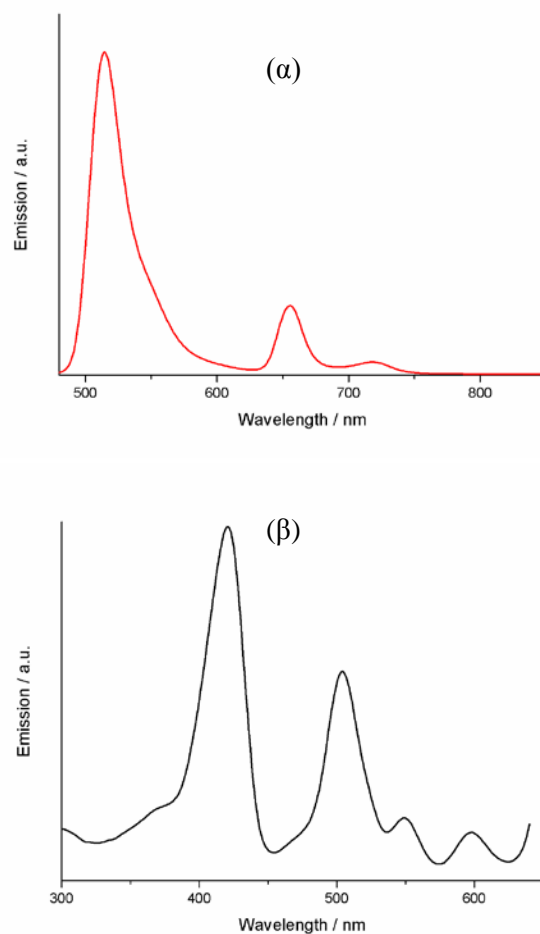 (α)
Emission / a.u.
500 600 700 800
Wavelength / nm
(β)
Emission / a.u.
300 400 500 600
Wavelength / nm